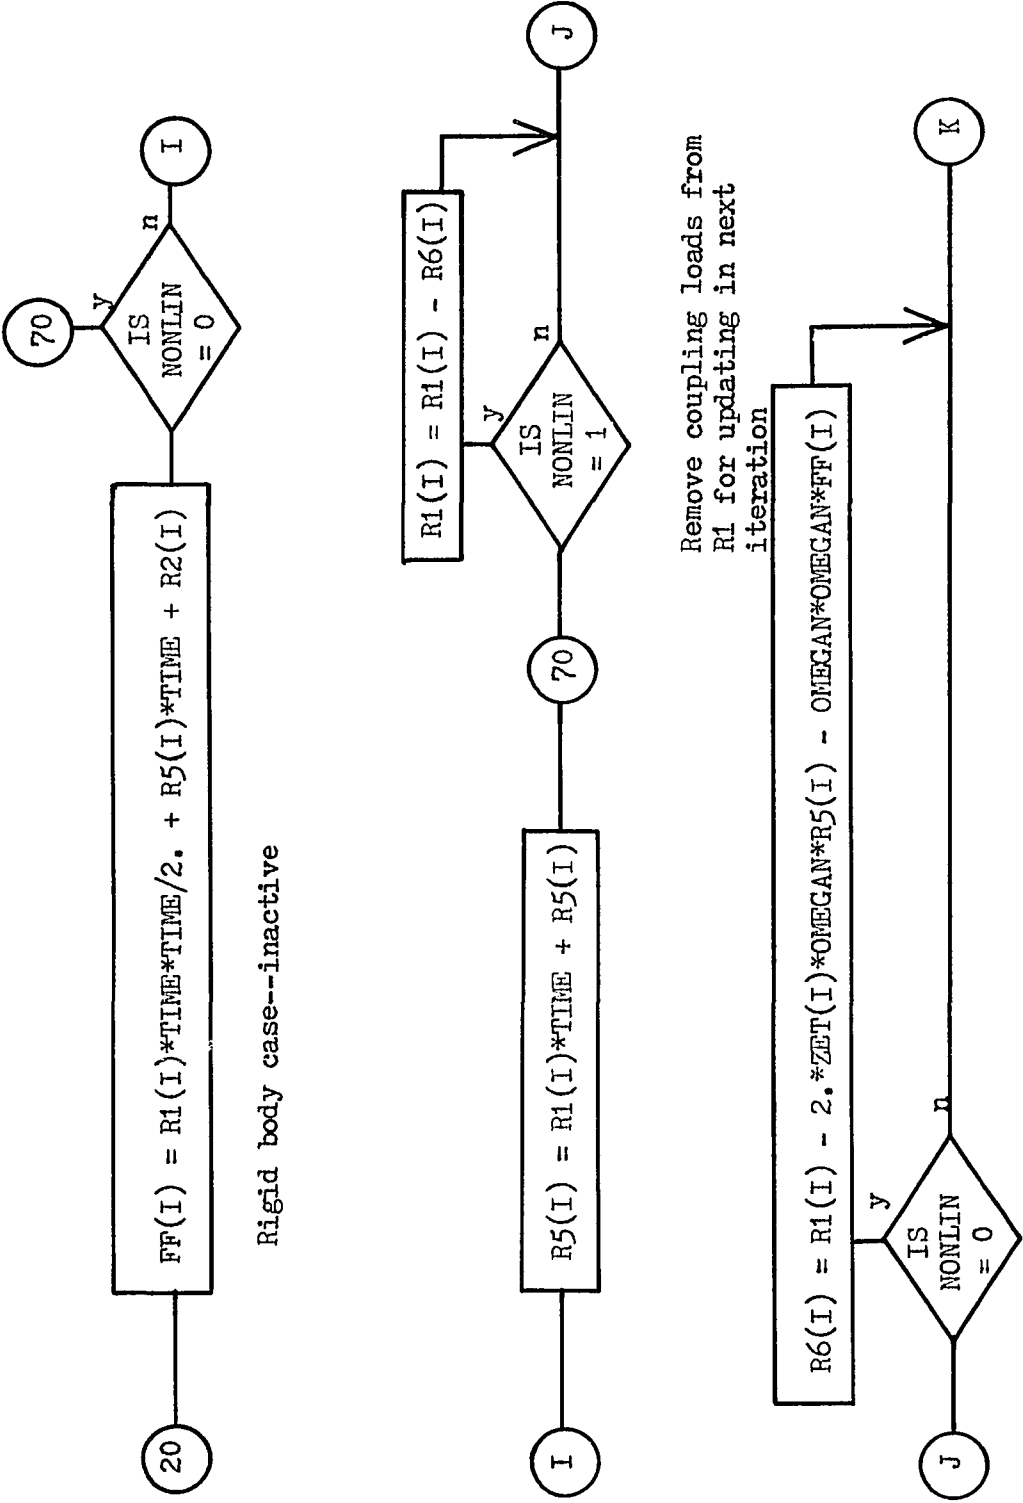 20
FF(I) = R1(I)*TIME*TIME/2. + R5(I)*TIME + R2(I)
IS
NONLIN
= 0
y
70
n
I
Rigid body case--inactive
I
R5(I) = R1(I)*TIME + R5(I)
70
IS
NONLIN
= 1
y
R1(I) = R1(I) - R6(I)
n
J
Remove coupling loads from
R1 for updating in next
iteration
J
IS
NONLIN
= 0
y
R6(I) = R1(I) - 2.*ZET(I)*OMEGAN*R5(I) - OMEGAN*OMEGAN*FF(I)
n
K